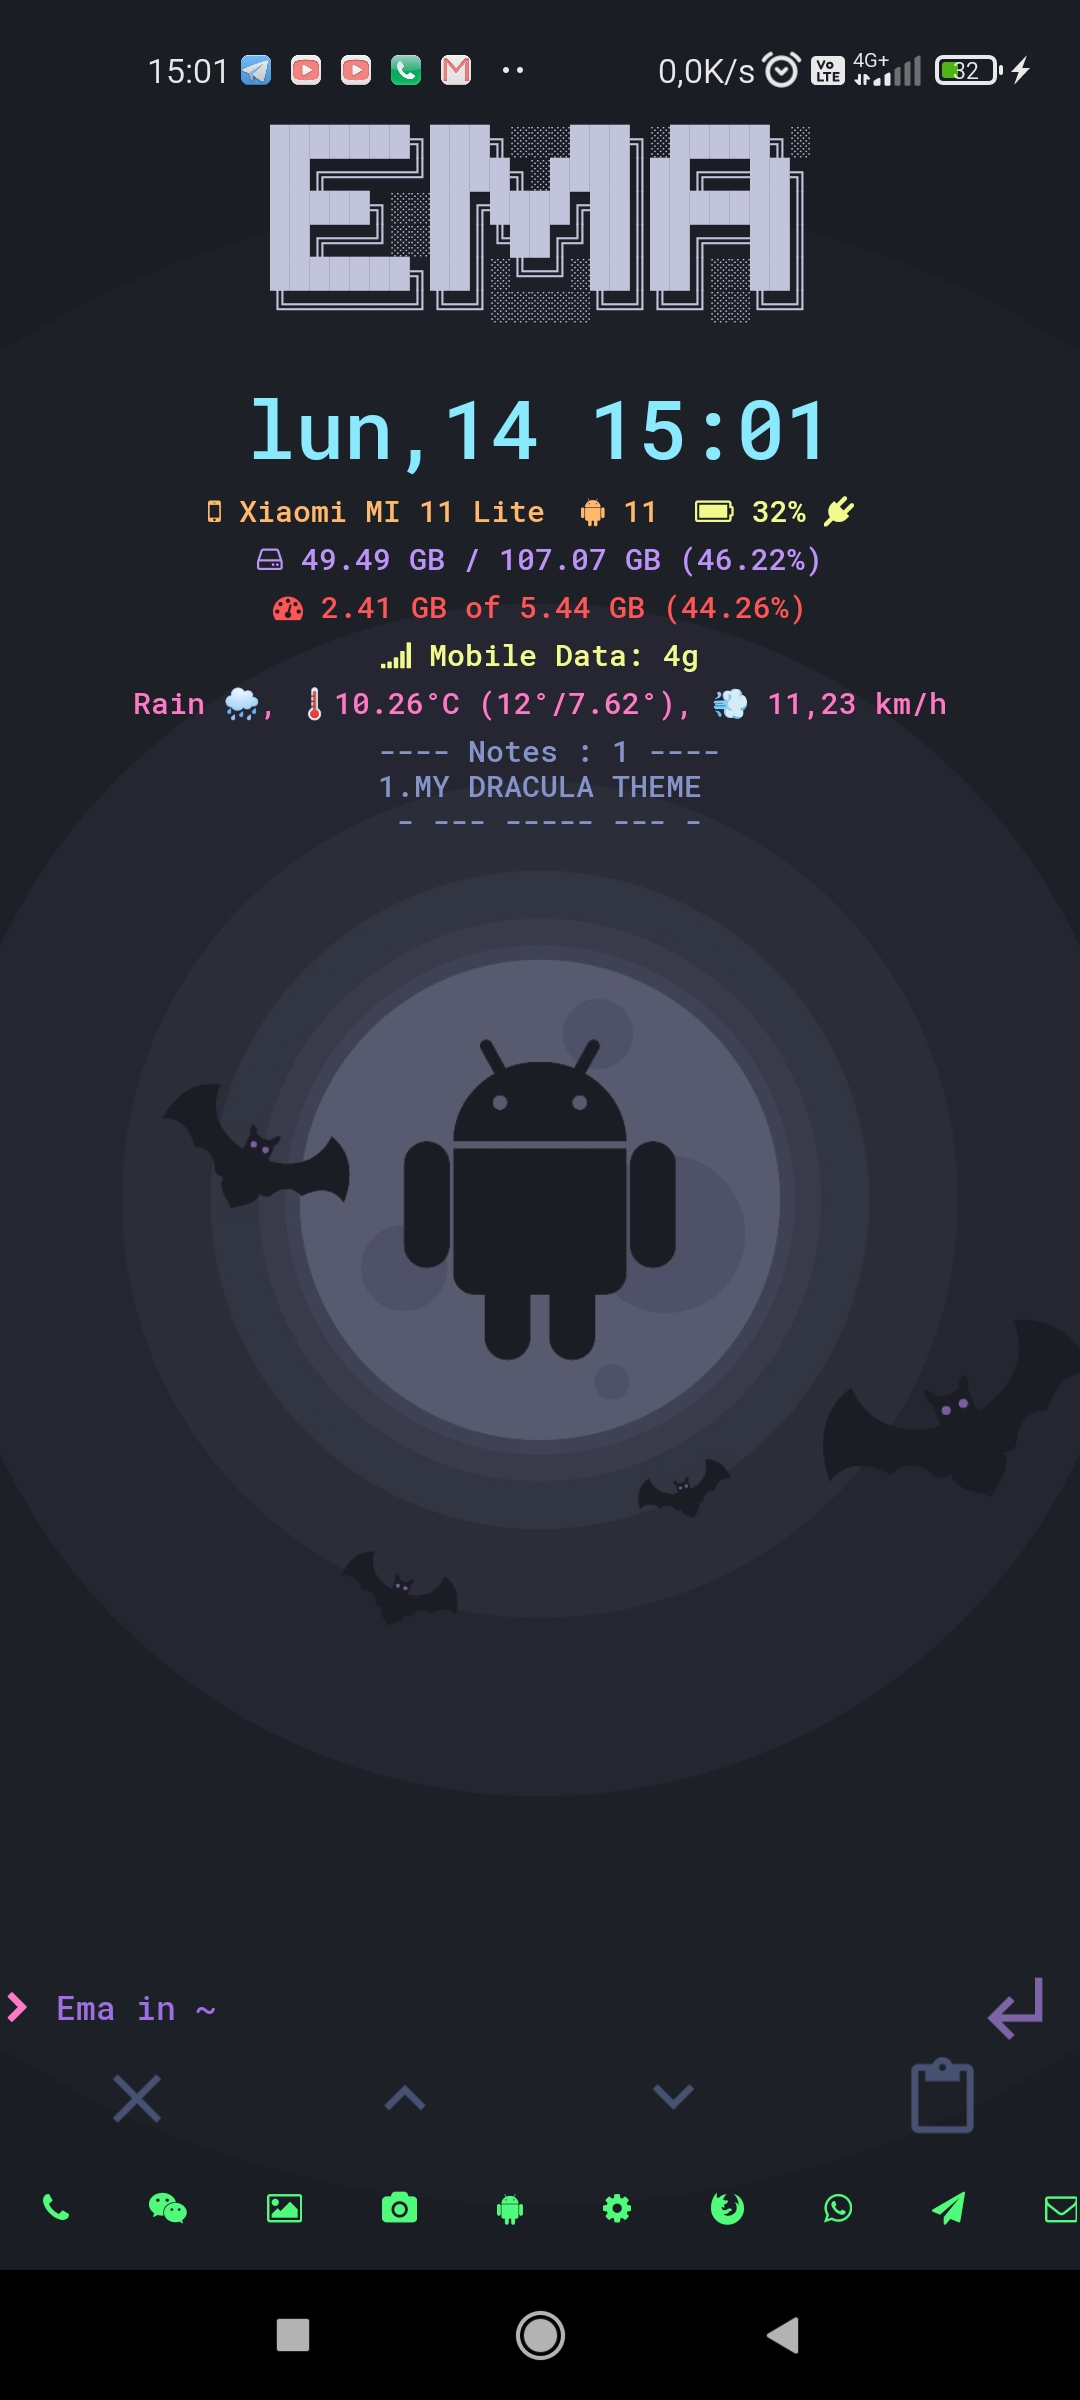 15:01 0,0K/s Vo LTE 4G+ 32
EMA
lun,14 15:01
Xiaomi MI 11 Lite 11 32%
49.49 GB / 107.07 GB (46.22%)
2.41 GB of 5.44 GB (44.26%)
Mobile Data: 4g
Rain 🌧️, 🌡️10.26°C (12°/7.62°), 💨 11,23 km/h
---- Notes : 1 ----
1.MY DRACULA THEME
- --- ----- --- -
Ema in ~